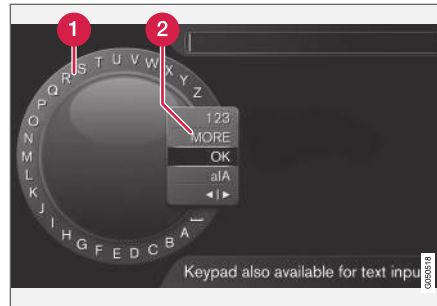 1
2
A B C D E F G H I J K L M N O P Q R S T U V W X Y Z
123
MORE
OK
a|A
◄|►
Keypad also available for text inpu
G050518